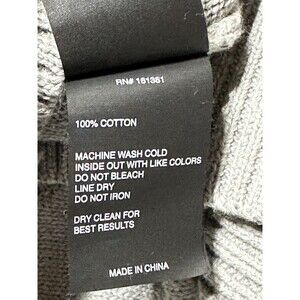 RN# 161361
100% COTTON
MACHINE WASH COLD
INSIDE OUT WITH LIKE COLORS
DO NOT BLEACH
LINE DRY
DO NOT IRON
DRY CLEAN FOR
BEST RESULTS
MADE IN CHINA